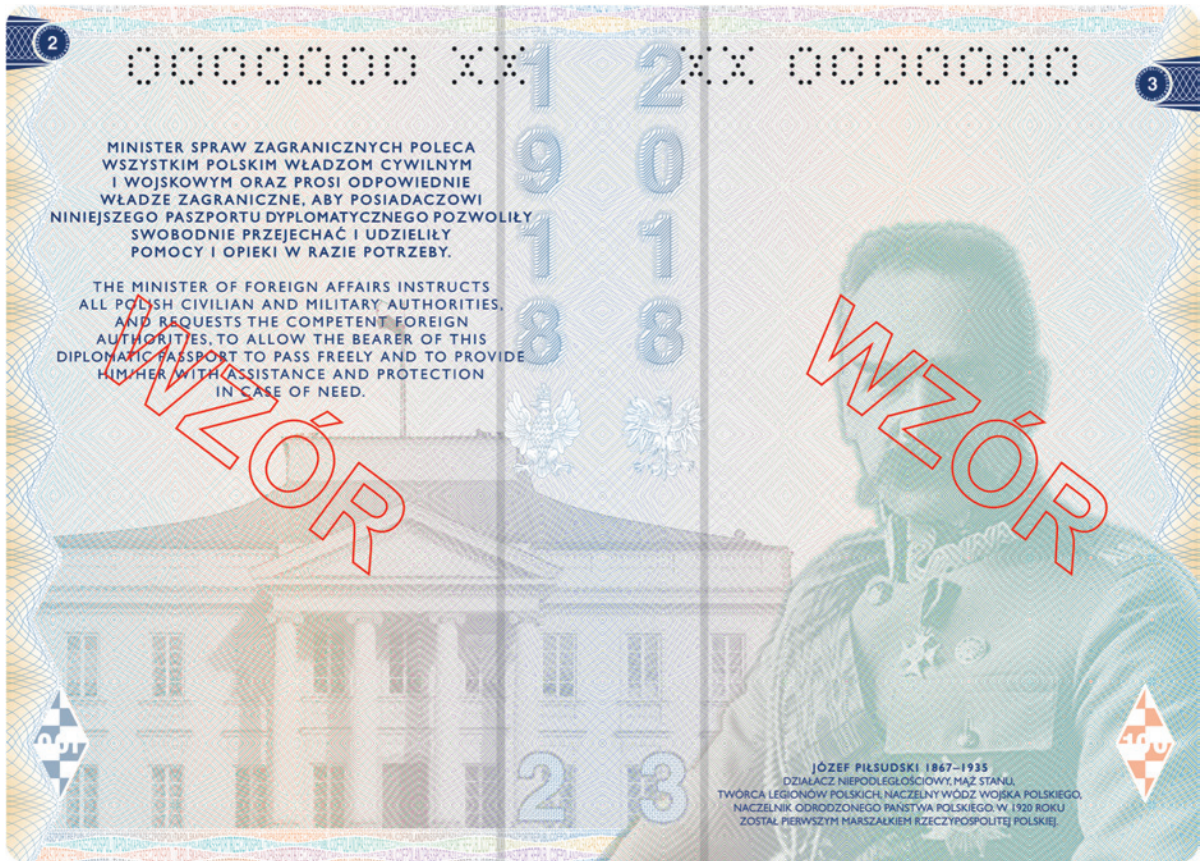 2
0000000 XX
XX 0000000
3
1918
2018
MINISTER SPRAW ZAGRANICZNYCH POLECA
WSZYSTKIM POLSKIM WŁADZOM CYWILNYM
I WOJSKOWYM ORAZ PROSI ODPOWIEDNIE
WŁADZE ZAGRANICZNE, ABY POSIADACZOWI
NINIEJSZEGO PASZPORTU DYPLOMATYCZNEGO POZWOLIŁY
SWOBODNIE PRZEJECHAĆ I UDZIELIŁY
POMOCY I OPIEKI W RAZIE POTRZEBY.
THE MINISTER OF FOREIGN AFFAIRS INSTRUCTS
ALL POLISH CIVILIAN AND MILITARY AUTHORITIES,
AND REQUESTS THE COMPETENT FOREIGN
AUTHORITIES, TO ALLOW THE BEARER OF THIS
DIPLOMATIC PASSPORT TO PASS FREELY AND TO PROVIDE
HIM/HER WITH ASSISTANCE AND PROTECTION
IN CASE OF NEED.
WZÓR
WZÓR
2
3
100
JÓZEF PIŁSUDSKI 1867–1935
DZIAŁACZ NIEPODLEGŁOŚCIOWY, MĄŻ STANU,
TWÓRCA LEGIONÓW POLSKICH, NACZELNY WÓDZ WOJSKA POLSKIEGO,
NACZELNIK ODRODZONEGO PAŃSTWA POLSKIEGO. W 1920 ROKU
ZOSTAŁ PIERWSZYM MARSZAŁKIEM RZECZYPOSPOLITEJ POLSKIEJ.